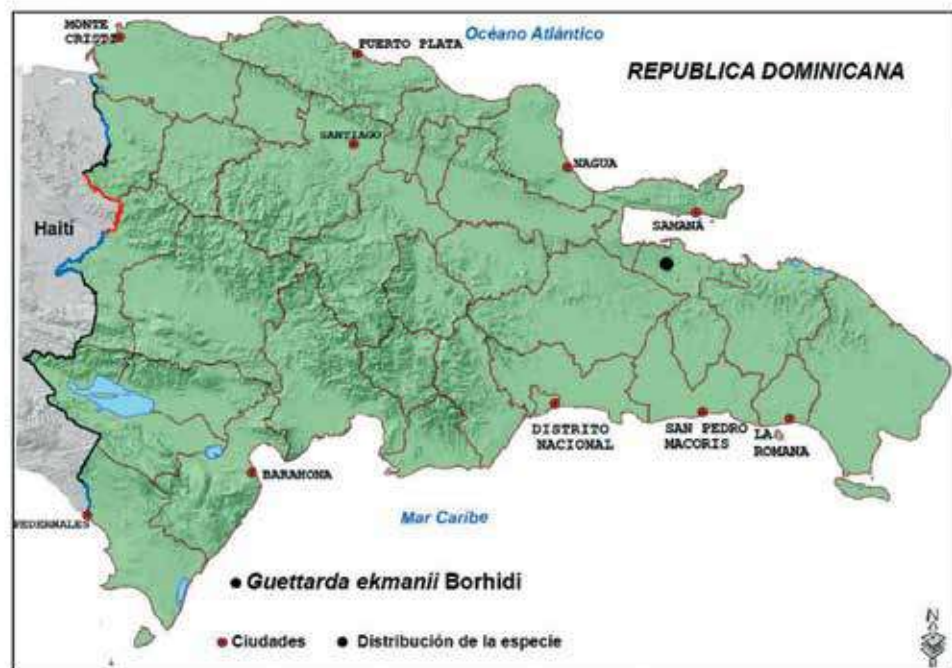 MONTE
CRISTI
PUERTO PLATA
Océano Atlántico
REPUBLICA DOMINICANA
SANTIAGO
NAGUA
SAMANÁ
Haití
DISTRITO
NACIONAL
SAN PEDRO
MACORIS
LA
ROMANA
BARAHONA
PEDERNALES
Mar Caribe
Guettarda ekmanii Borhidi
Ciudades
Distribución de la especie
N